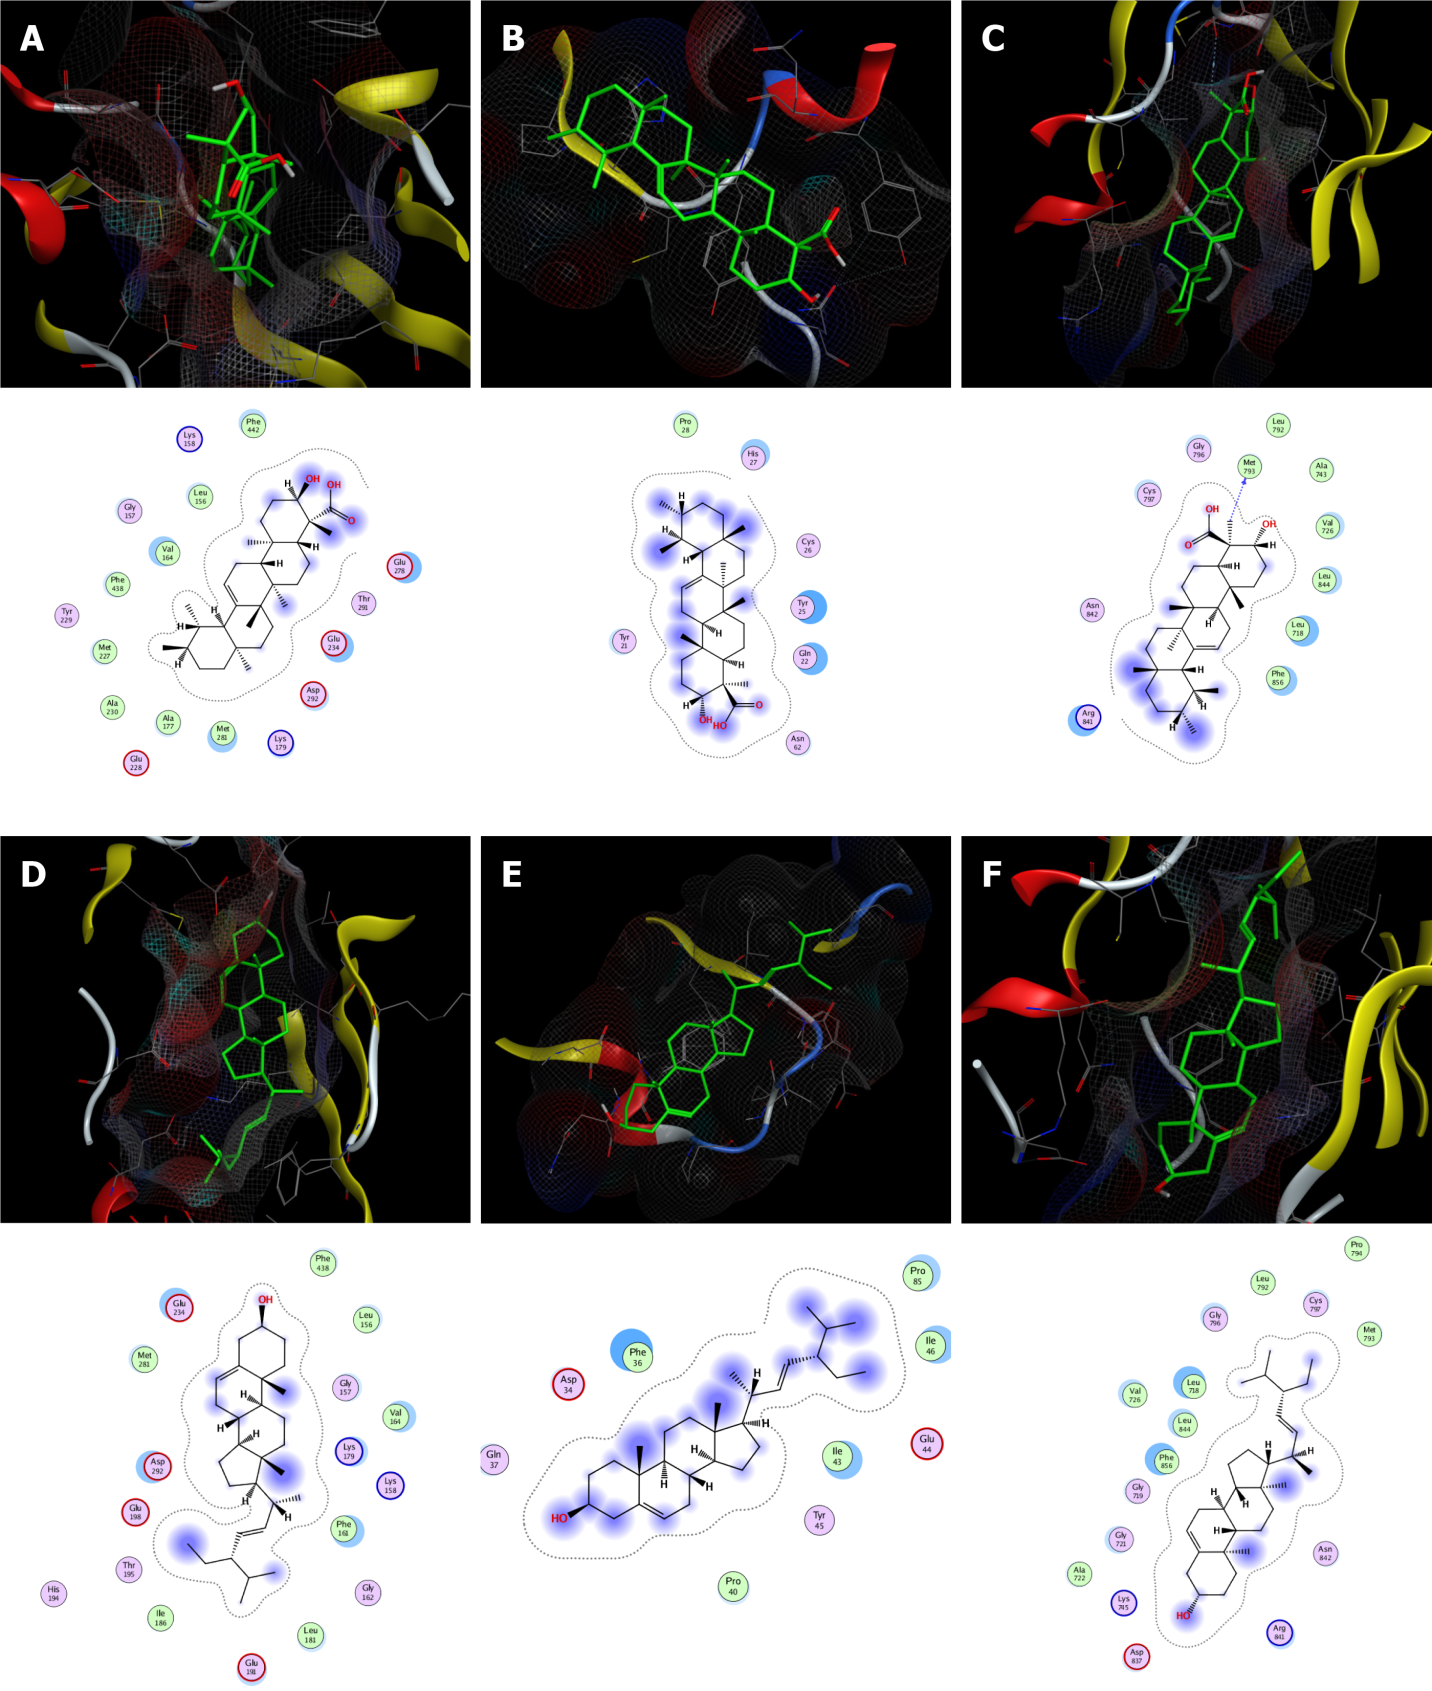 A
B
C
Phe
442
Lys
158
Leu
156
Gly
157
Val
164
Phe
438
Tyr
229
Met
227
Ala
230
Ala
177
Met
281
Lys
179
Glu
228
Asp
292
Glu
234
Thr
291
Glu
278
H
OH
OH
O
H
H
H
H
H
Pro
28
His
27
Cys
26
Tyr
25
Gln
22
Tyr
21
Asn
62
H
H
H
H
H
H
OH
HO
O
Leu
792
Gly
796
Met
793
Ala
743
Cys
797
Val
726
Leu
844
Asn
842
Leu
718
Phe
856
Arg
841
OH
O
OH
H
H
H
H
H
H
D
E
F
Phe
438
Glu
234
Leu
156
Met
281
Gly
157
Val
164
Lys
179
Asp
292
Lys
158
Glu
198
Phe
161
Thr
195
His
194
Gly
162
Ile
186
Leu
181
Glu
191
OH
H
H
H
H
H
Pro
85
Ile
46
Phe
36
Asp
34
Glu
44
Ile
43
Gln
37
Tyr
45
Pro
40
HO
H
H
H
H
H
Pro
794
Leu
792
Cys
797
Gly
796
Met
793
Leu
718
Val
726
Leu
844
Phe
856
Gly
719
Gly
721
Asn
842
Ala
722
Lys
745
Arg
841
Asp
837
HO
H
H
H
H
H